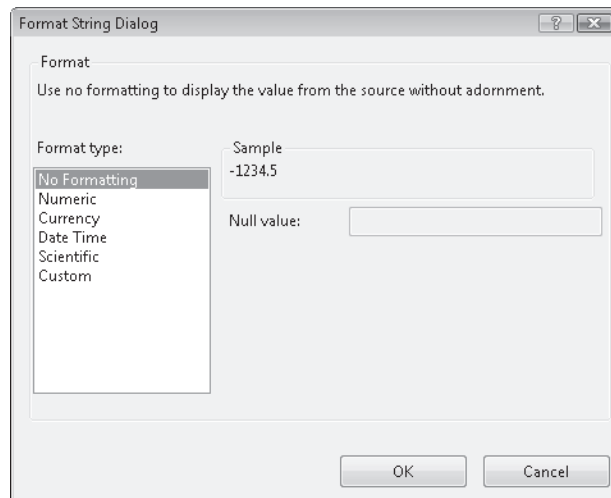 Format String Dialog
Format
Use no formatting to display the value from the source without adornment.
Format type:
No Formatting
Numeric
Currency
Date Time
Scientific
Custom
Sample
-1234.5
Null value:
OK
Cancel